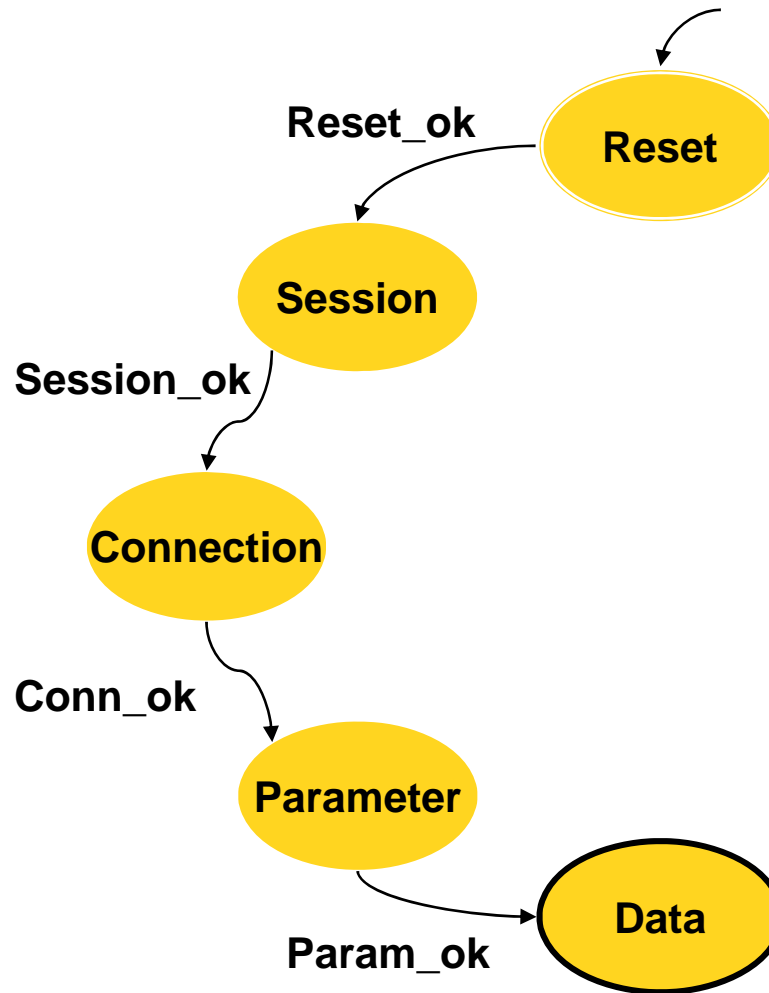 Reset_ok
Reset
Session
Session_ok
Connection
Conn_ok
Parameter
Data
Param_ok